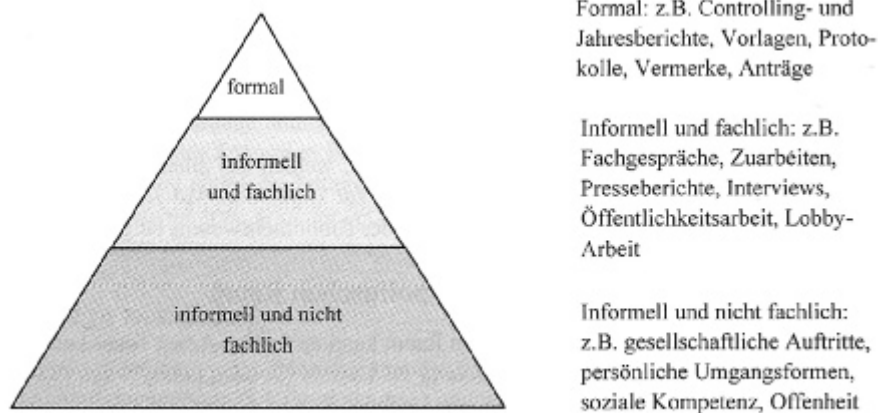 Formal: z.B. Controlling- und
Jahresberichte, Vorlagen, Proto-
kolle, Vermerke, Anträge
formal
Informell und fachlich: z.B.
Fachgespräche, Zuarbeiten,
Presseberichte, Interviews,
Öffentlichkeitsarbeit, Lobby-
Arbeit
informell
und fachlich
Informell und nicht fachlich:
z.B. gesellschaftliche Auftritte,
persönliche Umgangsformen,
soziale Kompetenz, Offenheit
informell und nicht
fachlich